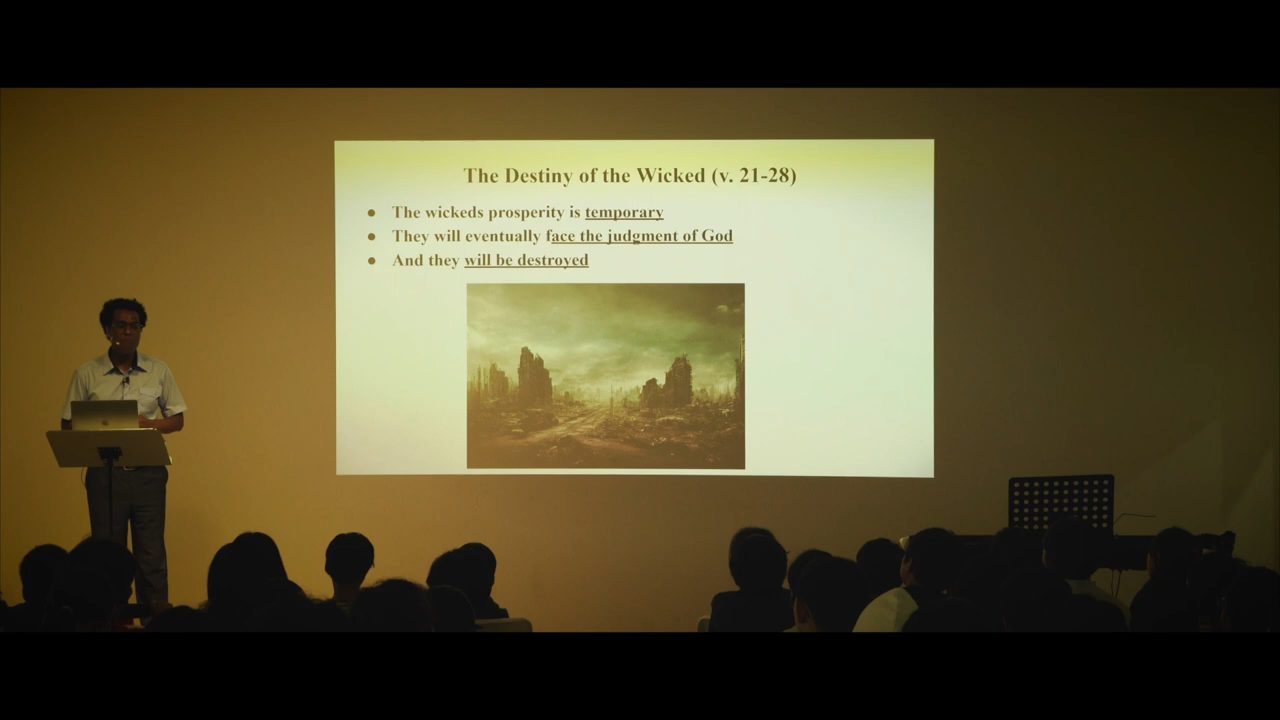 The Destiny of the Wicked (v. 21-28)
● The wickeds prosperity is temporary
● They will eventually face the judgment of God
● And they will be destroyed